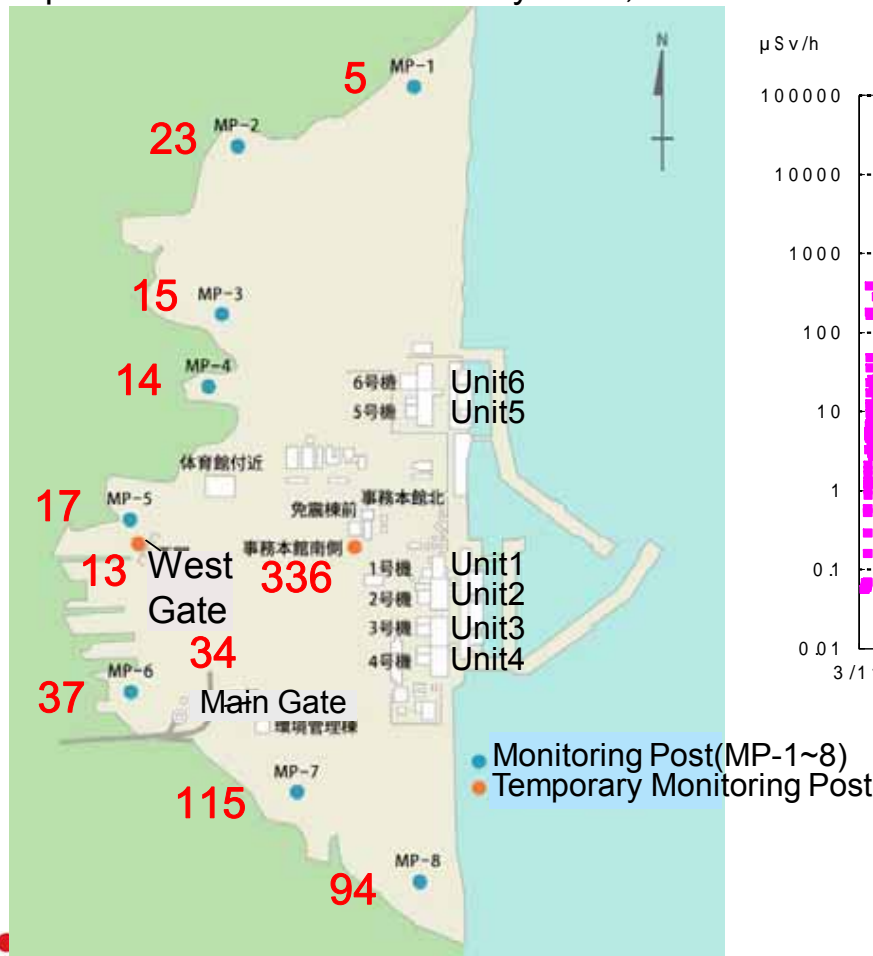 MP-1
5
MP-2
23
N
μSv/h
100000
10000
1000
100
10
1
0.1
0.01
3/1
MP-3
15
MP-4
14
6号機 Unit6
5号機 Unit5
体育館付近
事務本館北
免震棟前
MP-5
17
事務本館南側
13
West
Gate
336
1号機 Unit1
2号機 Unit2
3号機 Unit3
4号機 Unit4
34
MP-6
37
Main Gate
環境管理棟
Monitoring Post(MP-1~8)
Temporary Monitoring Post
MP-7
115
MP-8
94